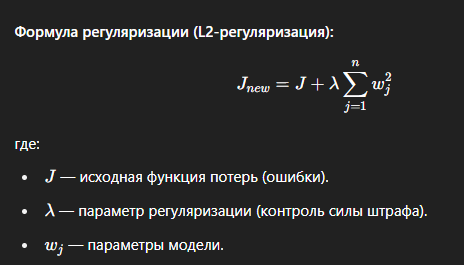 Формула регуляризации (L2-регуляризация):
J_{new} = J + λ \sum_{j=1}^{n} w_j^2
где:
• J — исходная функция потерь (ошибки).
• λ — параметр регуляризации (контроль силы штрафа).
• w_j — параметры модели.